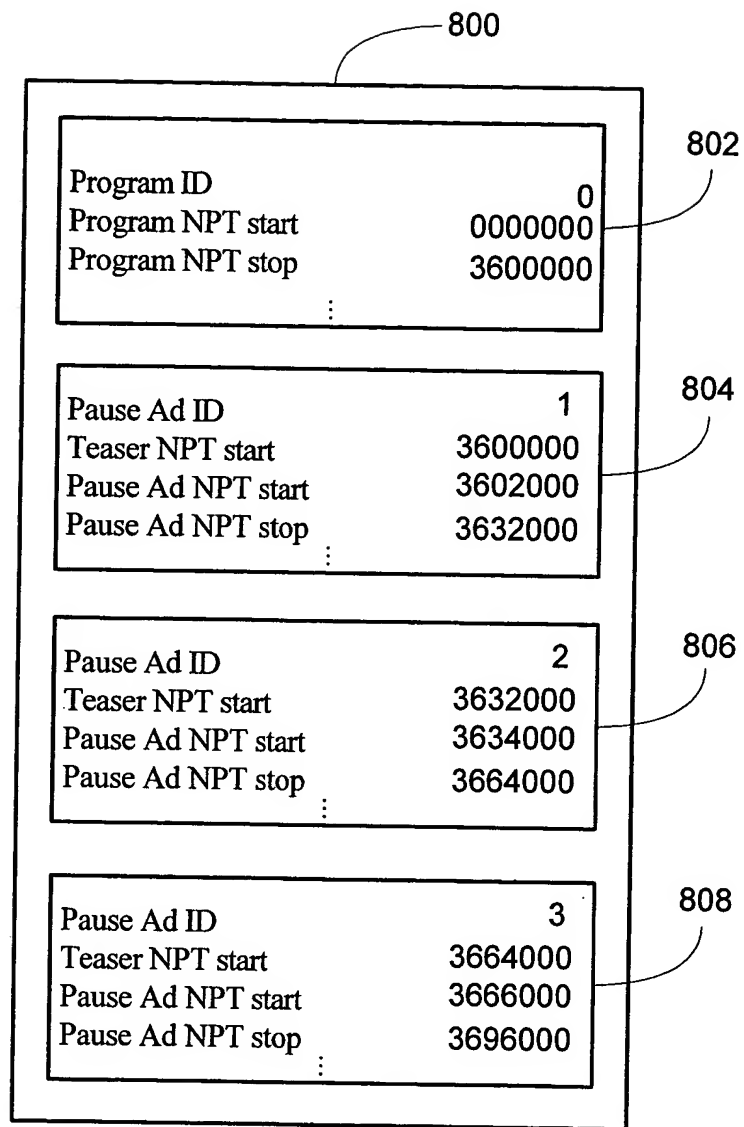 800
802
Program ID 0
Program NPT start 0000000
Program NPT stop 3600000
⋮
804
Pause Ad ID 1
Teaser NPT start 3600000
Pause Ad NPT start 3602000
Pause Ad NPT stop 3632000
⋮
806
Pause Ad ID 2
Teaser NPT start 3632000
Pause Ad NPT start 3634000
Pause Ad NPT stop 3664000
⋮
808
Pause Ad ID 3
Teaser NPT start 3664000
Pause Ad NPT start 3666000
Pause Ad NPT stop 3696000
⋮